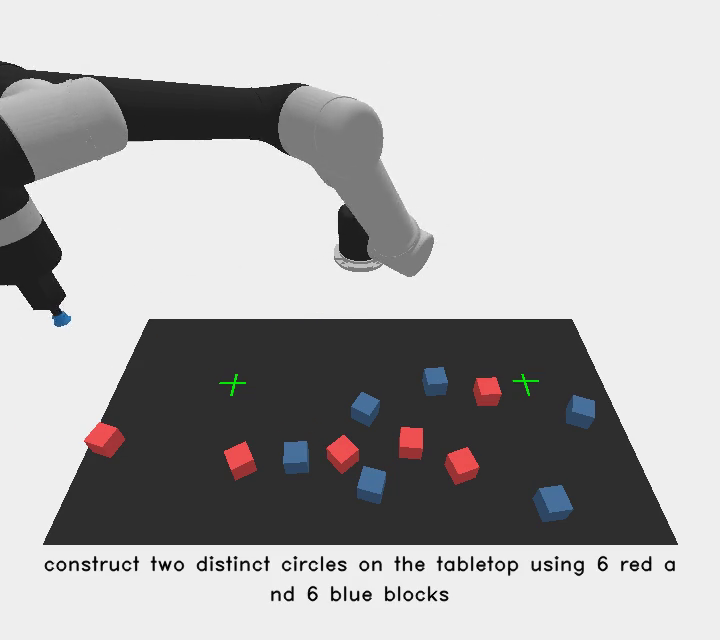 construct two distinct circles on the tabletop using 6 red a
nd 6 blue blocks